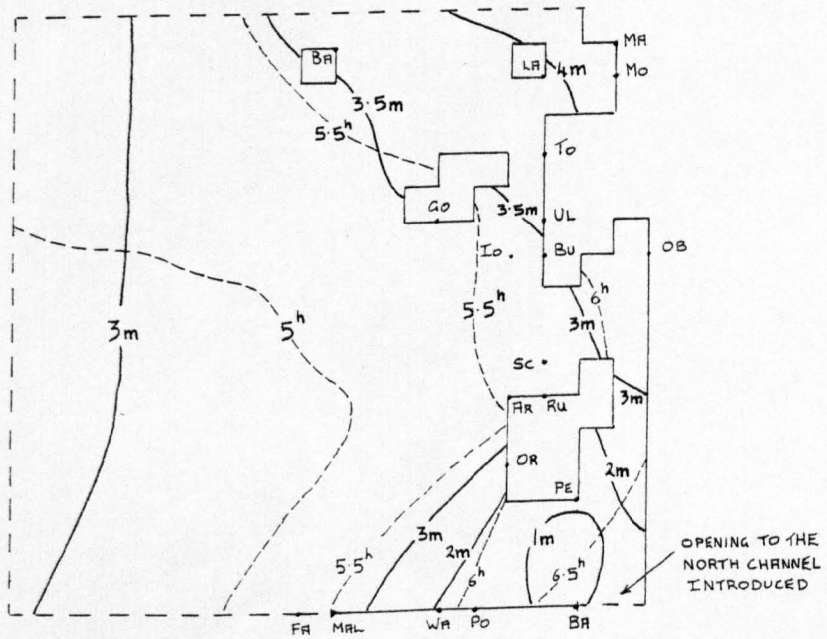 MA
BA
LA
4m
MO
3.5m
5.5h
TO
GO
3.5m
UL
IO
BU
OB
6h
3m
5h
5.5h
3m
SC
3m
AR
RU
OR
2m
PE
3m
1m
2m
5.5h
6h
6.5h
OPENING TO THE
NORTH CHANNEL
INTRODUCED
FA
MAL
WA
PO
BA